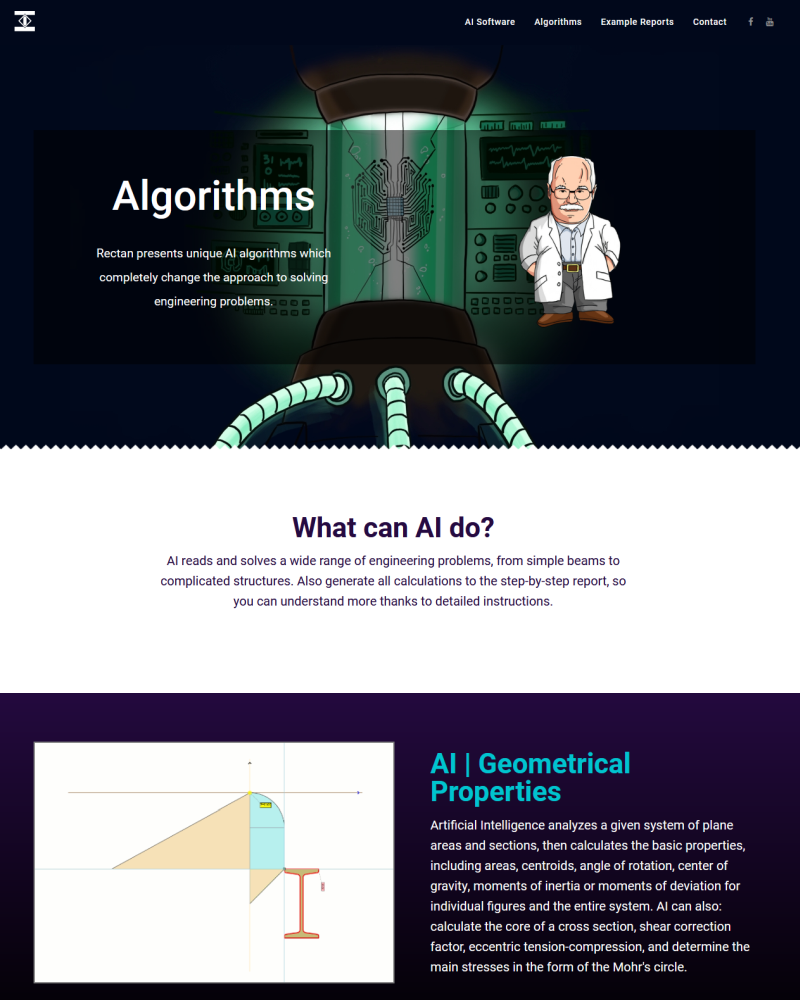 AI Software Algorithms Example Reports Contact
Algorithms
Rectan presents unique AI algorithms which
completely change the approach to solving
engineering problems.
What can AI do?
AI reads and solves a wide range of engineering problems, from simple beams to
complicated structures. Also generate all calculations to the step-by-step report, so
you can understand more thanks to detailed instructions.
AI | Geometrical
Properties
Artificial Intelligence analyzes a given system of plane
areas and sections, then calculates the basic properties,
including areas, centroids, angle of rotation, center of
gravity, moments of inertia or moments of deviation for
individual figures and the entire system. AI can also:
calculate the core of a cross section, shear correction
factor, eccentric tension-compression, and determine the
main stresses in the form of the Mohr's circle.